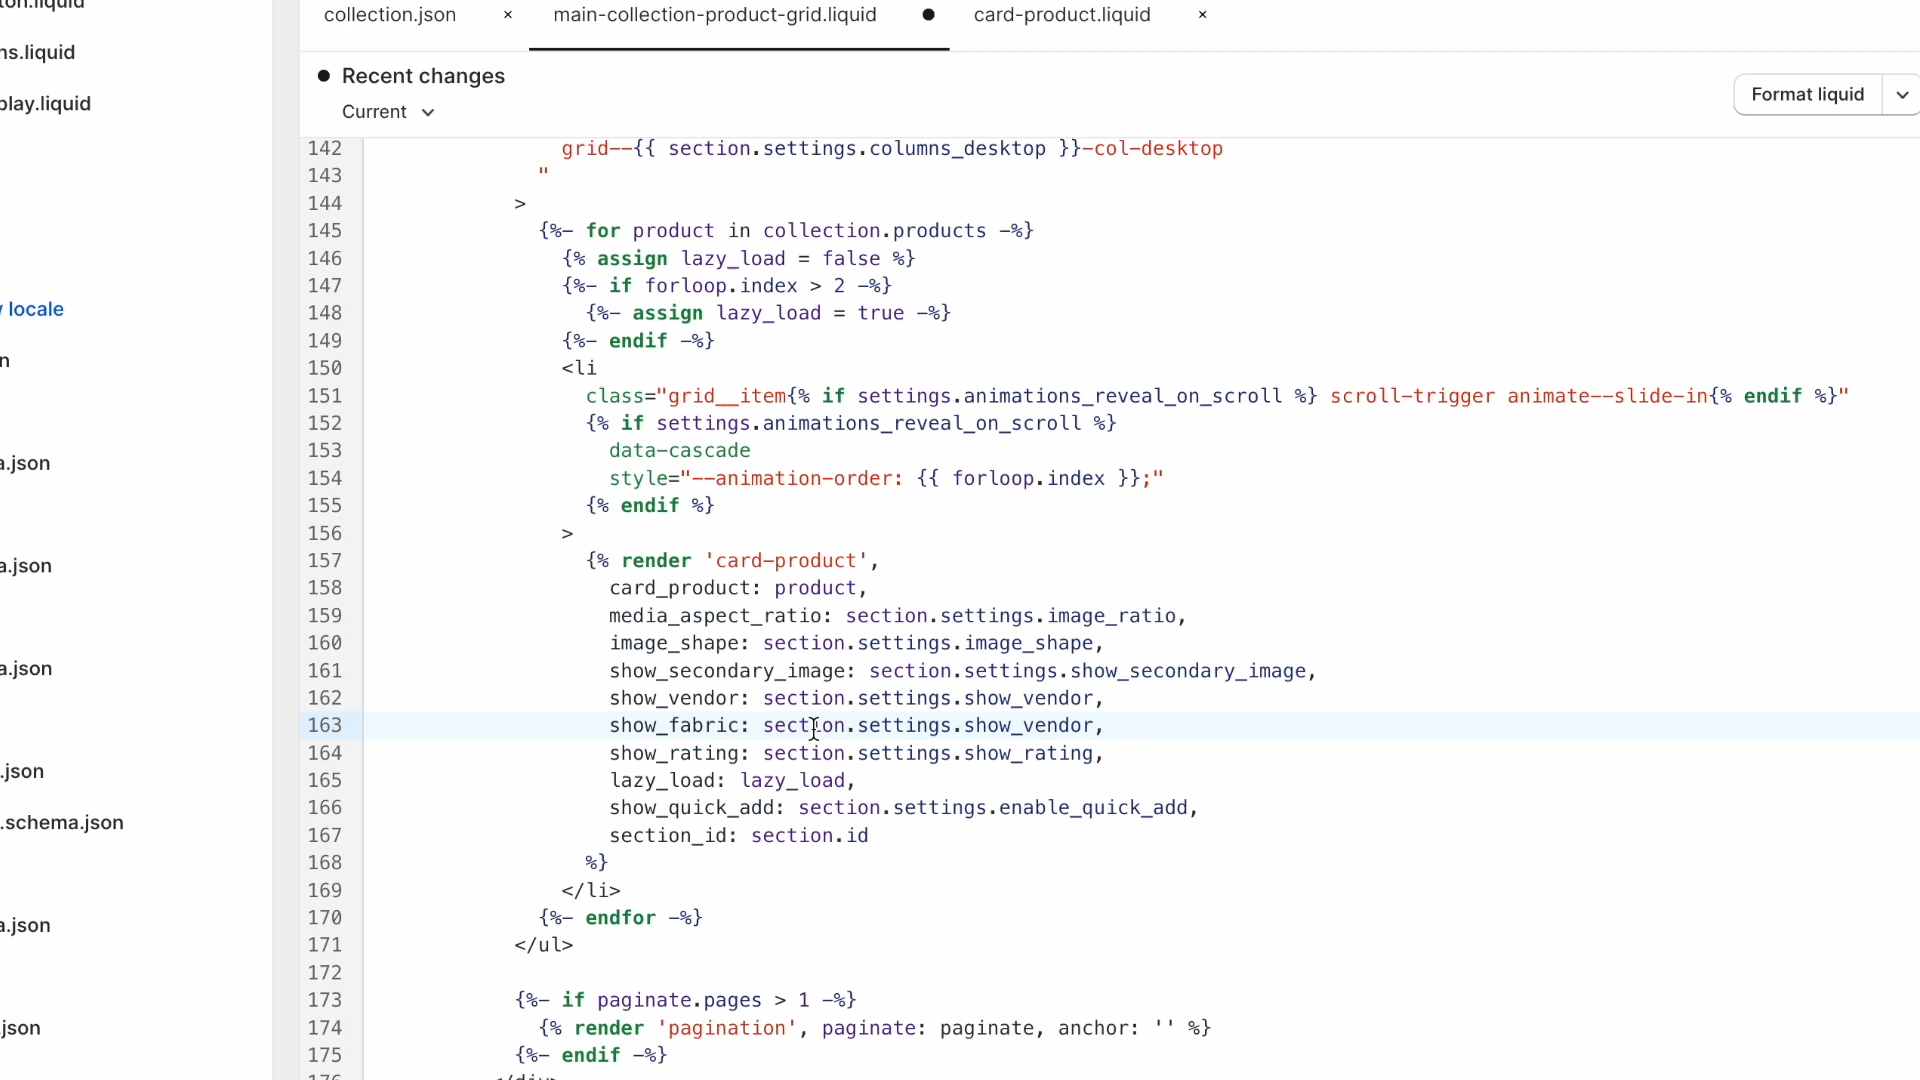 collection.json ×
main-collection-product-grid.liquid
card-product.liquid ×
ns.liquid
play.liquid
Recent changes
Current
Format liquid
locale
n
a.json
a.json
a.json
.json
.schema.json
a.json
.json
142 grid--{{ section.settings.columns_desktop }}-col-desktop
143 "
144 >
145 {%- for product in collection.products -%}
146 {% assign lazy_load = false %}
147 {%- if forloop.index > 2 -%}
148 {%- assign lazy_load = true -%}
149 {%- endif -%}
150 <li
151 class="grid__item{% if settings.animations_reveal_on_scroll %} scroll-trigger animate--slide-in{% endif %}"
152 {% if settings.animations_reveal_on_scroll %}
153 data-cascade
154 style="--animation-order: {{ forloop.index }};"
155 {% endif %}
156 >
157 {% render 'card-product',
158 card_product: product,
159 media_aspect_ratio: section.settings.image_ratio,
160 image_shape: section.settings.image_shape,
161 show_secondary_image: section.settings.show_secondary_image,
162 show_vendor: section.settings.show_vendor,
163 show_fabric: section.settings.show_vendor,
164 show_rating: section.settings.show_rating,
165 lazy_load: lazy_load,
166 show_quick_add: section.settings.enable_quick_add,
167 section_id: section.id
168 %}
169 </li>
170 {%- endfor -%}
171 </ul>
172
173 {%- if paginate.pages > 1 -%}
174 {% render 'pagination', paginate: paginate, anchor: '' %}
175 {%- endif -%}